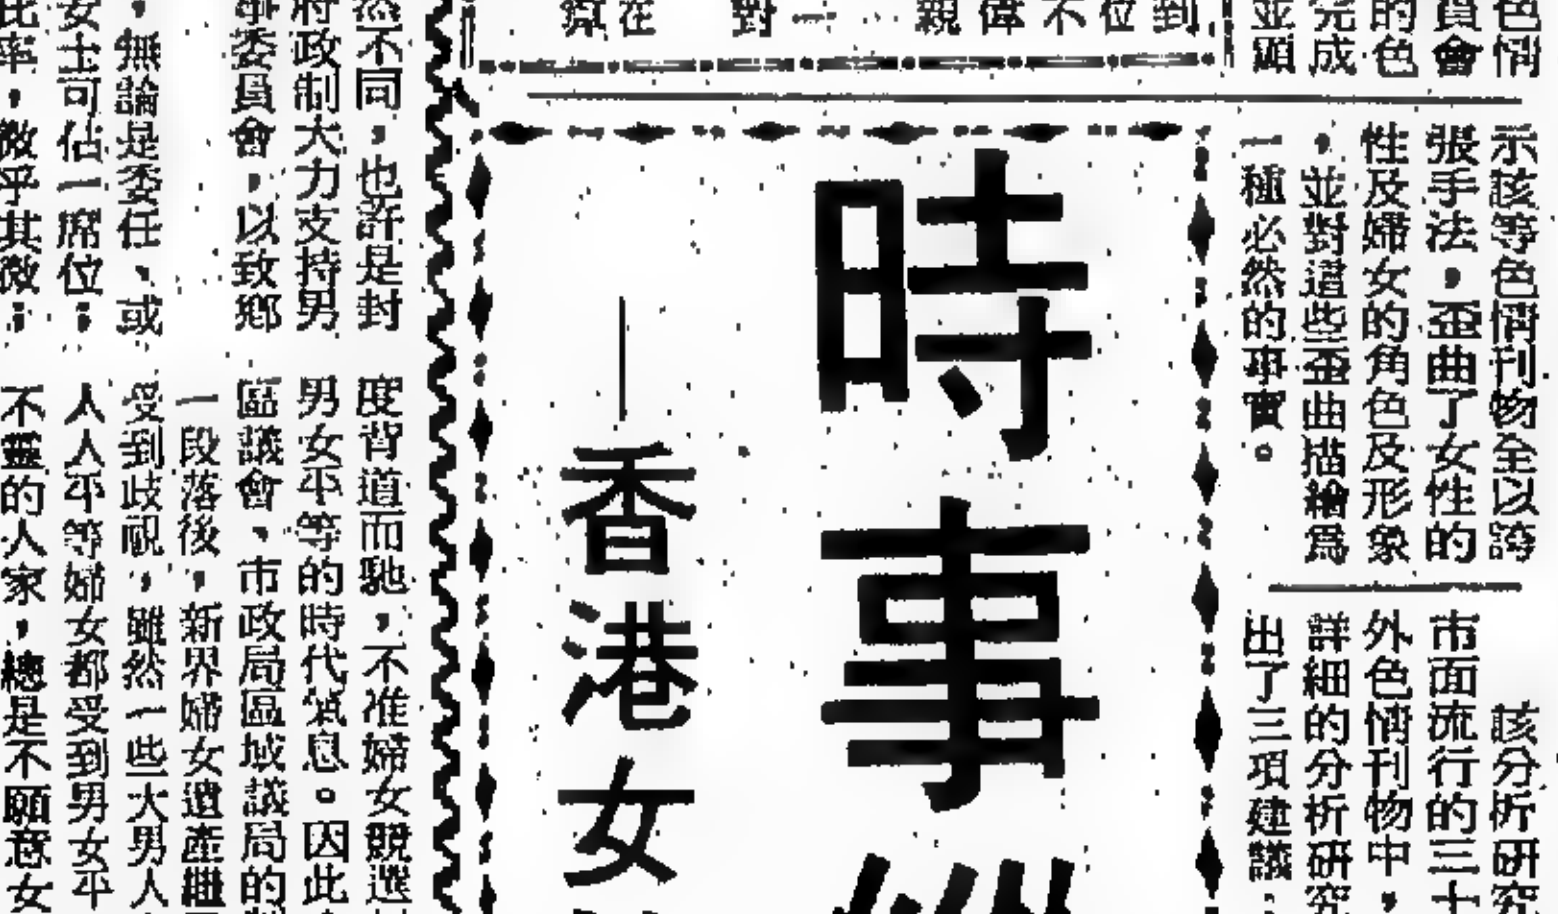 色情
員會
的色
完成
並顯
示該等色情刊物全以誇
張手法，歪曲了女性的
性及婦女的角色及形象
，並對這些歪曲描繪為
一種必然的事實。
該分析研究
市面流行的三十
外色情刊物中，
詳細的分析研究
出了三項建議：
到
位
不
偉
親
一
對
在
時事
—香港女
然不同，也許是封
將政制大力支持男
事委員會，以致鄉
，無論是委任、或
女士可佔一席位；
比率，微乎其微；
度背道而馳，不准婦女競選
男女平等的時代氣息。因此
區議會、市政局區域議局的
一段落後，新界婦女遺產繼
受到歧視，雖然一些大男人
人人平等婦女都受到男女平
不靈的人家，總是不願意女